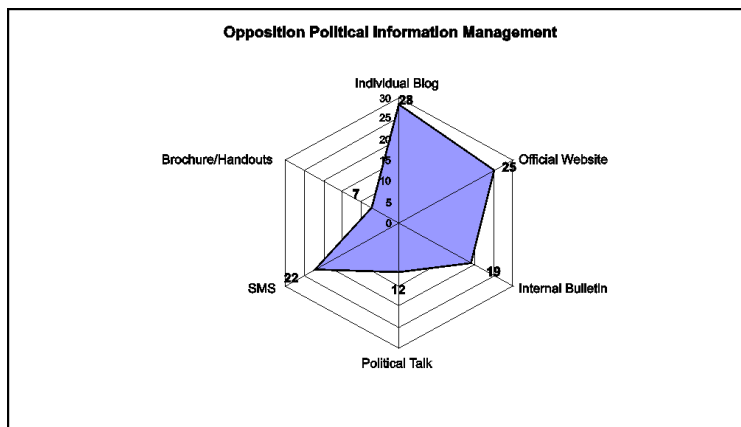 Opposition Political Information Management
Individual Blog
30
28
25
20
15
10
5
0
Brochure/Handouts
Official Website
25
7
SMS
22
19
Internal Bulletin
12
Political Talk